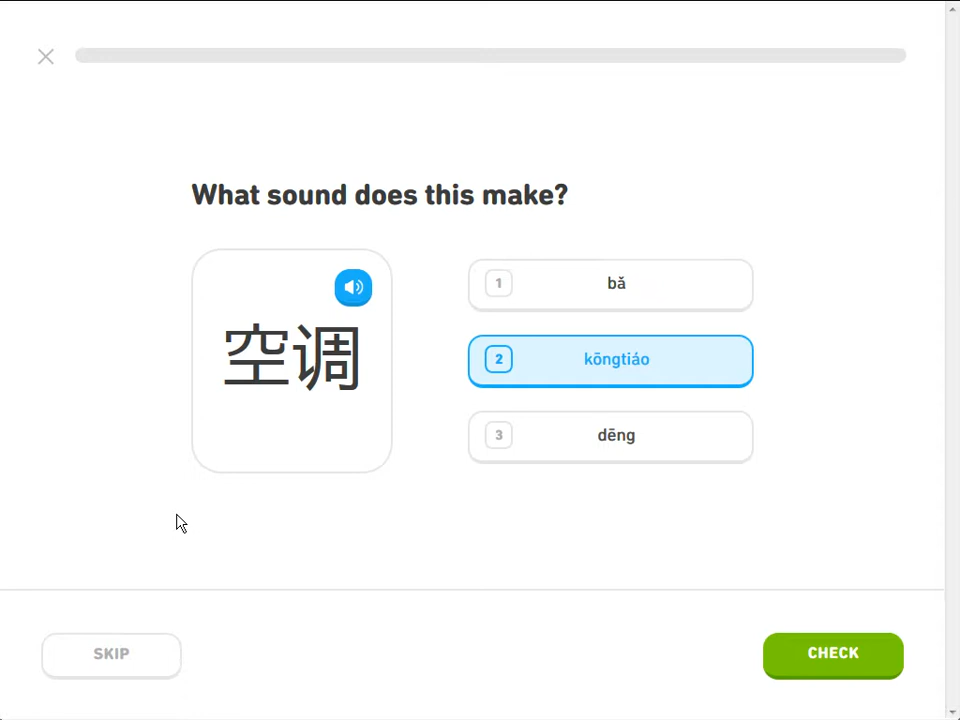 What sound does this make?
空调
1 bǎ
2 kōngtiáo
3 dēng
SKIP
CHECK